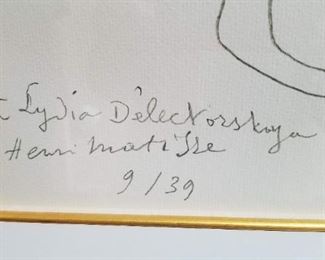 Lydia Délectorskaya
Henri Matisse
9/39